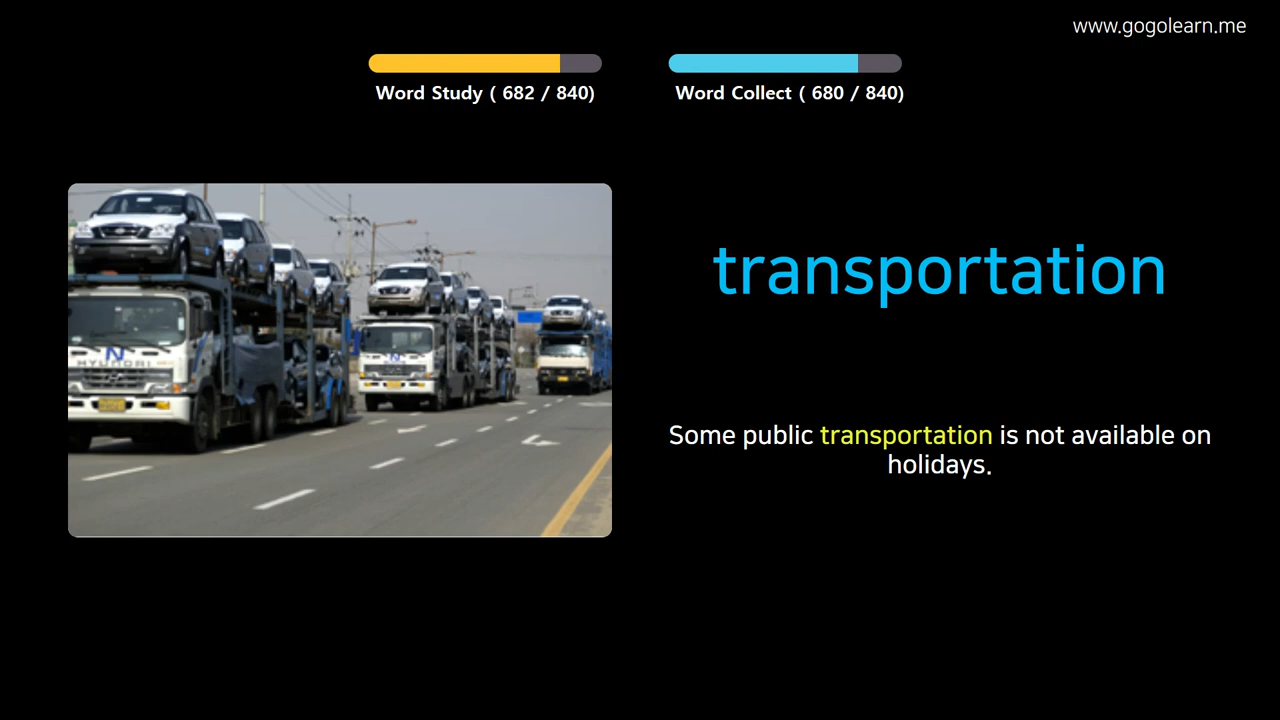 www.gogolearn.me
Word Study ( 682 / 840)
Word Collect ( 680 / 840)
transportation
Some public transportation is not available on
holidays.
N
HYUNDAI
N